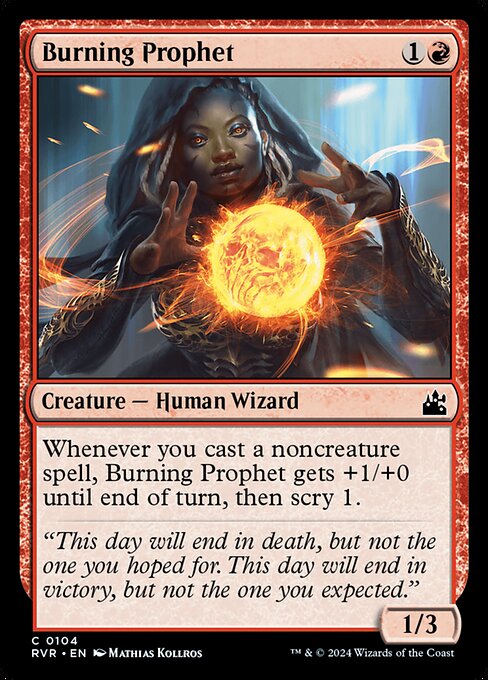 Burning Prophet 1
Creature — Human Wizard
Whenever you cast a noncreature
spell, Burning Prophet gets +1/+0
until end of turn, then scry 1.
“This day will end in death, but not the
one you hoped for. This day will end in
victory, but not the one you expected.”
1/3
C 0104
RVR • EN Mathias Kollros
™ & © 2024 Wizards of the Coast